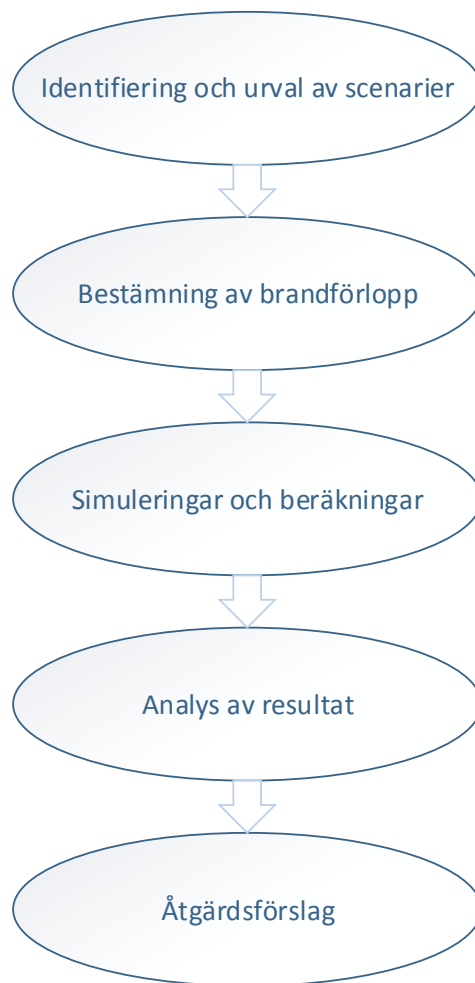 Identifiering och urval av scenarier
Bestämning av brandförlopp
Simuleringar och beräkningar
Analys av resultat
Åtgärdsförslag